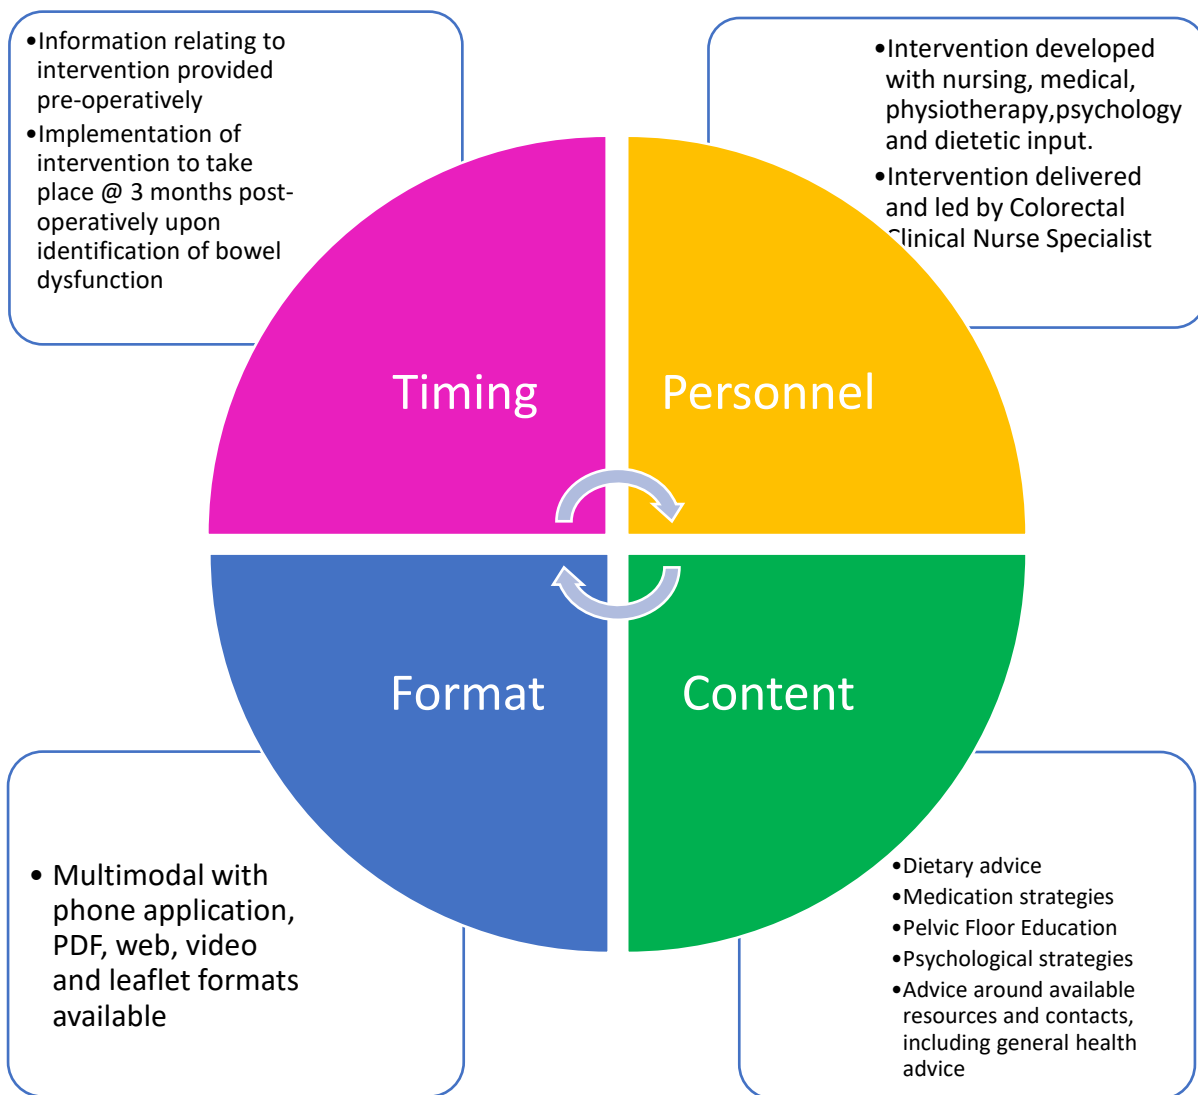 •Information relating to
intervention provided
pre-operatively
•Implementation of
intervention to take
place @ 3 months post-
operatively upon
identification of bowel
dysfunction
•Intervention developed
with nursing, medical,
physiotherapy,psychology
and dietetic input.
•Intervention delivered
and led by Colorectal
Clinical Nurse Specialist
Timing
Personnel
Format
Content
• Multimodal with
phone application,
PDF, web, video
and leaflet formats
available
•Dietary advice
•Medication strategies
•Pelvic Floor Education
•Psychological strategies
•Advice around available
resources and contacts,
including general health
advice